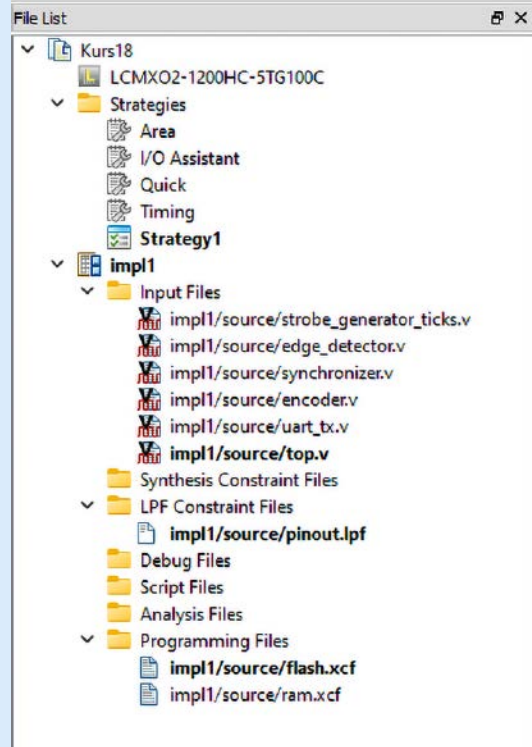 File List
Kurs18
LCMXO2-1200HC-5TG100C
Strategies
Area
I/O Assistant
Quick
Timing
Strategy1
impl1
Input Files
impl1/source/strobe_generator_ticks.v
impl1/source/edge_detector.v
impl1/source/synchronizer.v
impl1/source/encoder.v
impl1/source/uart_tx.v
impl1/source/top.v
Synthesis Constraint Files
LPF Constraint Files
impl1/source/pinout.lpf
Debug Files
Script Files
Analysis Files
Programming Files
impl1/source/flash.xcf
impl1/source/ram.xcf